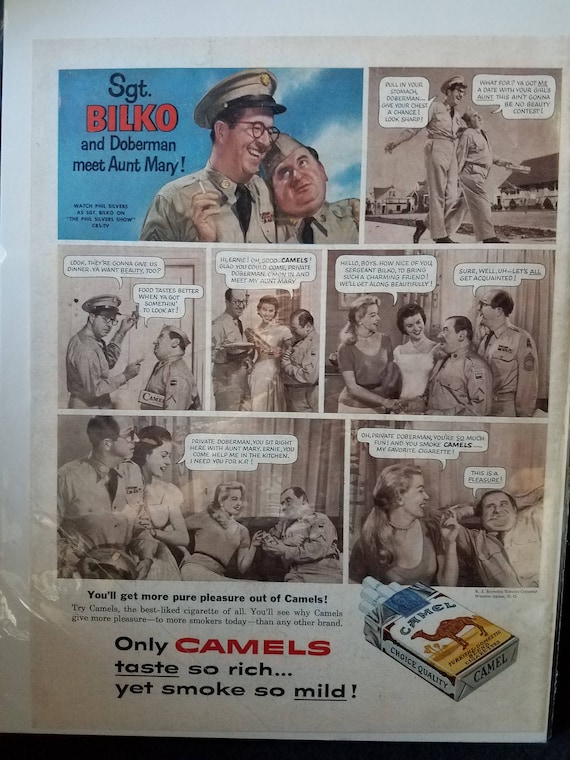 Sgt.
BILKO
and Doberman
meet Aunt Mary!
WATCH PHIL SILVERS
AS SGT. BILKO ON
"THE PHIL SILVERS SHOW"
CBS-TV
PULL IN YOUR
STOMACH,
DOBERMAN...
GIVE YOUR CHEST
A CHANCE!
LOOK SHARP!
WHAT FOR? YA GOT ME
A DATE WITH YOUR GIRL'S
AUNT. THIS AIN'T GONNA
BE NO BEAUTY
CONTEST!
LOOK, THEY'RE GONNA GIVE US
DINNER. YA WANT BEAUTY, TOO?
FOOD TASTES BETTER
WHEN YA GOT
SOMETHIN'
TO LOOK AT!
CAMEL
HI, ERNIE! OH, GOOD—CAMELS!
GLAD YOU COULD COME, PRIVATE
DOBERMAN. C'MON IN AND
MEET MY AUNT MARY
HELLO, BOYS. HOW NICE OF YOU,
SERGEANT BILKO, TO BRING
SUCH A CHARMING FRIEND!
WE'LL GET ALONG BEAUTIFULLY!
SURE, WELL, UH—LET'S ALL
GET ACQUAINTED!
PRIVATE DOBERMAN, YOU SIT RIGHT
HERE WITH AUNT MARY. ERNIE, YOU
COME HELP ME IN THE KITCHEN.
I NEED YOU FOR K.P.!
OH, PRIVATE DOBERMAN, YOU'RE SO MUCH
FUN! AND YOU SMOKE CAMELS—
MY FAVORITE CIGARETTE!
THIS IS A
PLEASURE!
R. J. Reynolds Tobacco Company
Winston-Salem, N. C.
You'll get more pure pleasure out of Camels!
Try Camels, the best-liked cigarette of all. You'll see why Camels
give more pleasure—to more smokers today—than any other brand.
Only CAMELS
taste so rich...
yet smoke so mild!
CAMEL
TURKISH & DOMESTIC
BLEND
CIGARETTES
CHOICE QUALITY
CAMEL